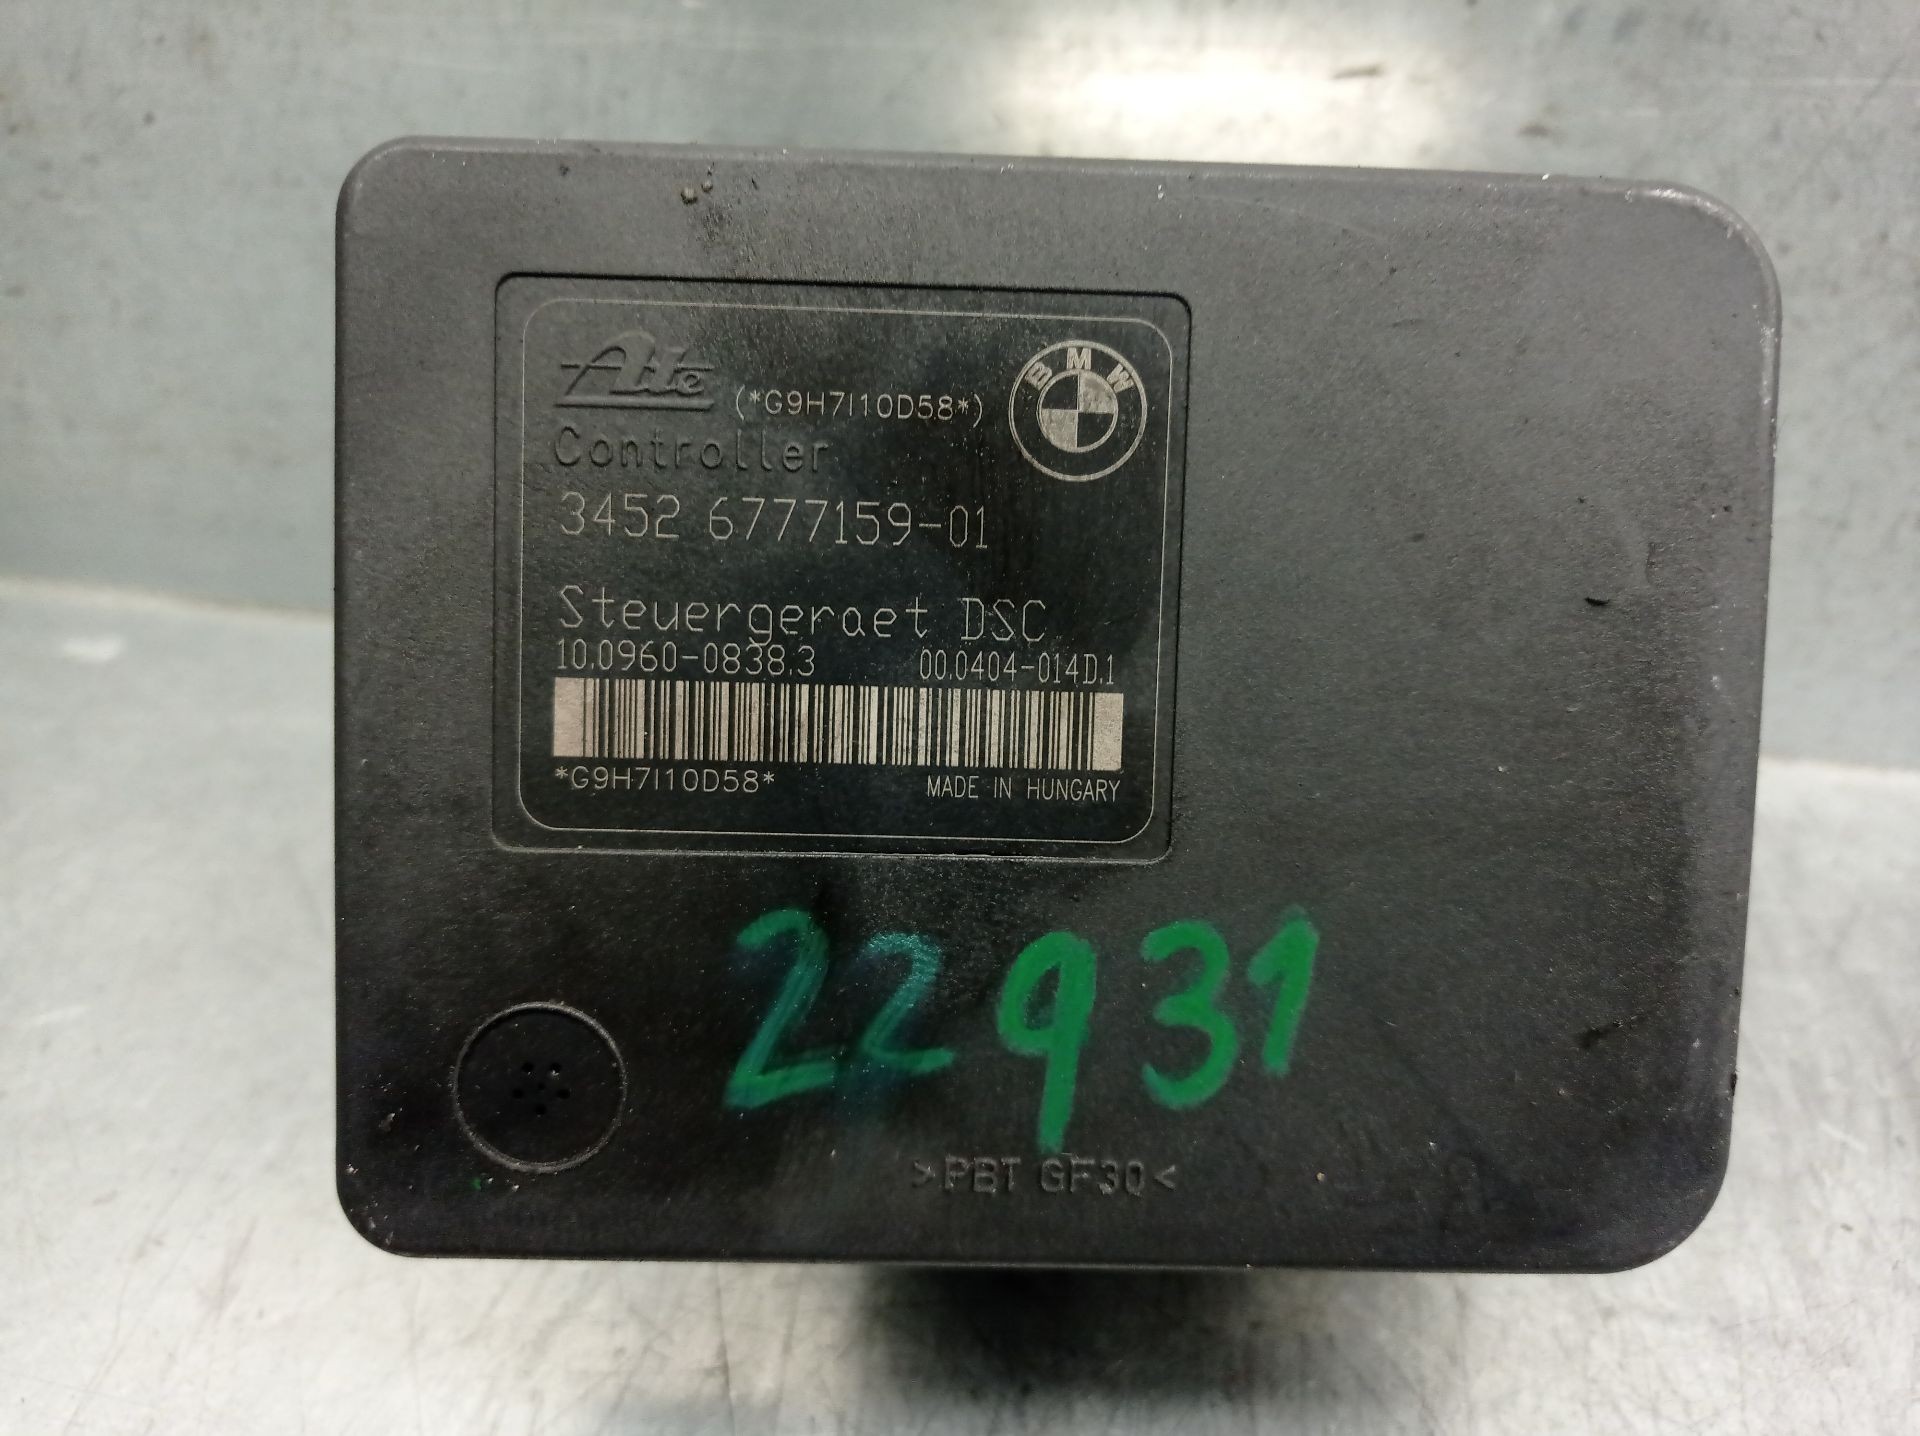 Ate (*G9H7I10D58*) BMW
Controller
3452 6777159-01
Steuergeraet DSC
10.0960-0838.3 00.0404-014D.1
*G9H7I10D58* MADE IN HUNGARY
22931
>PBT GF30<